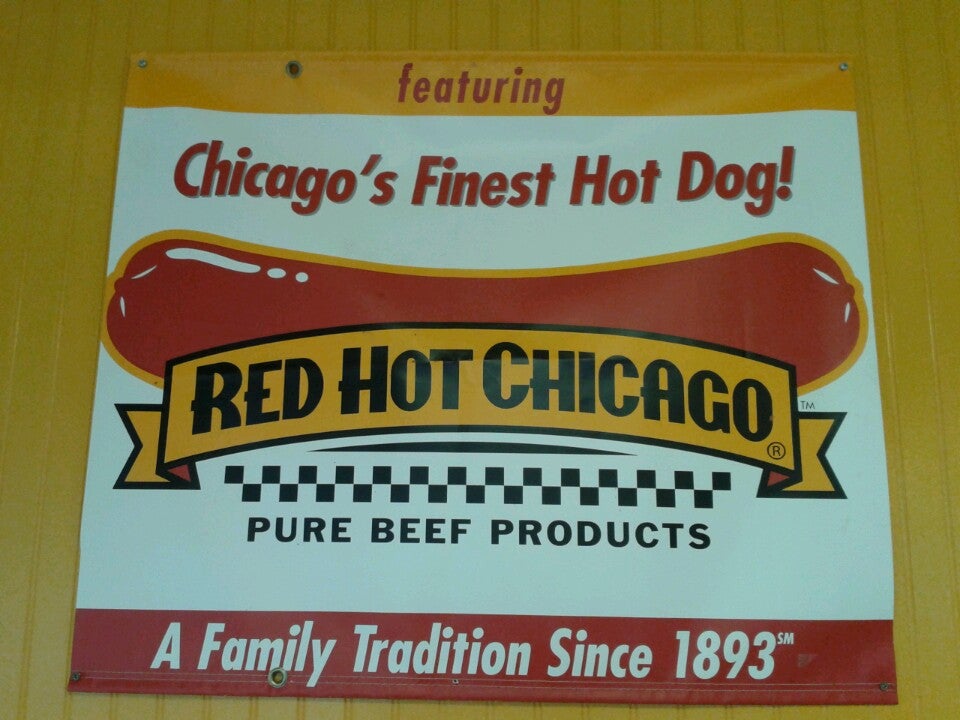 featuring
Chicago's Finest Hot Dog!
RED HOT CHICAGO ™
®
PURE BEEF PRODUCTS
A Family Tradition Since 1893℠